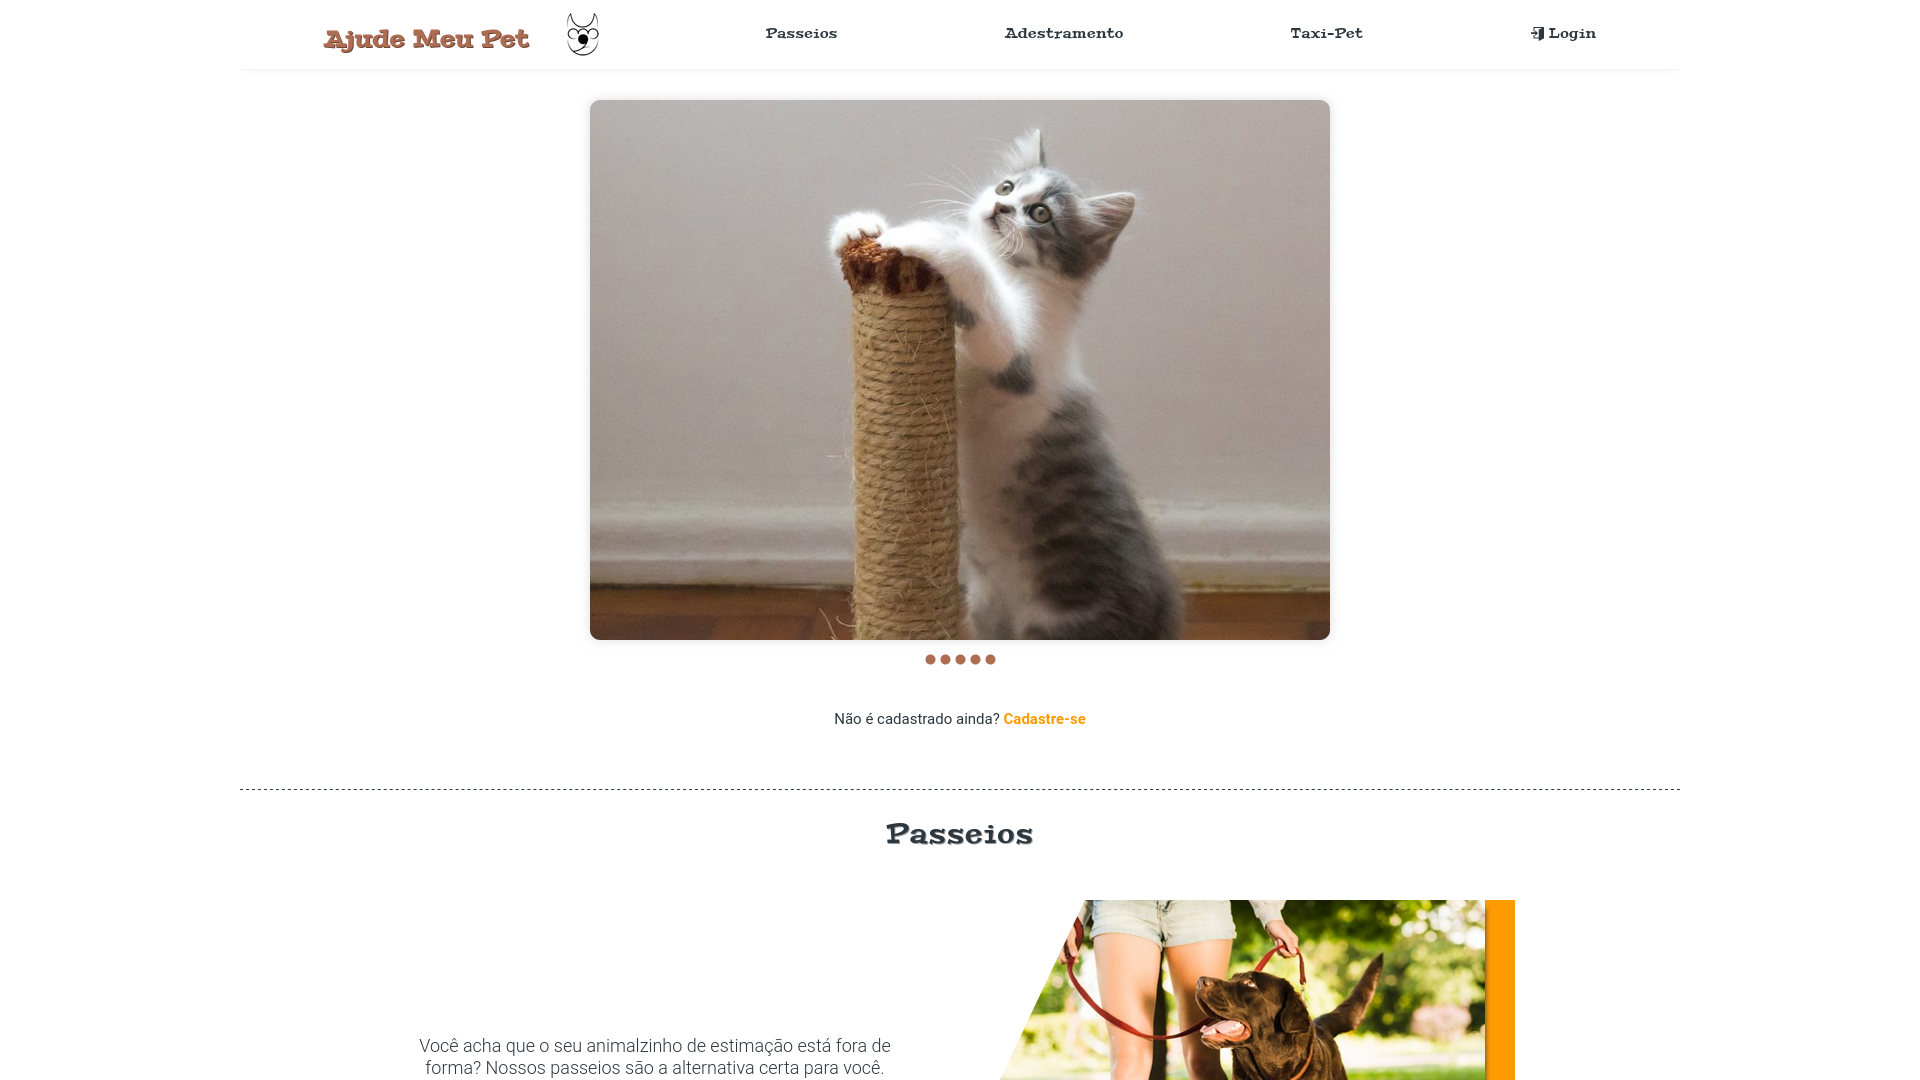 Ajude Meu Pet
Passeios
Adestramento
Taxi-Pet
Login
Não é cadastrado ainda? Cadastre-se
Passeios
Você acha que o seu animalzinho de estimação está fora de
forma? Nossos passeios são a alternativa certa para você.